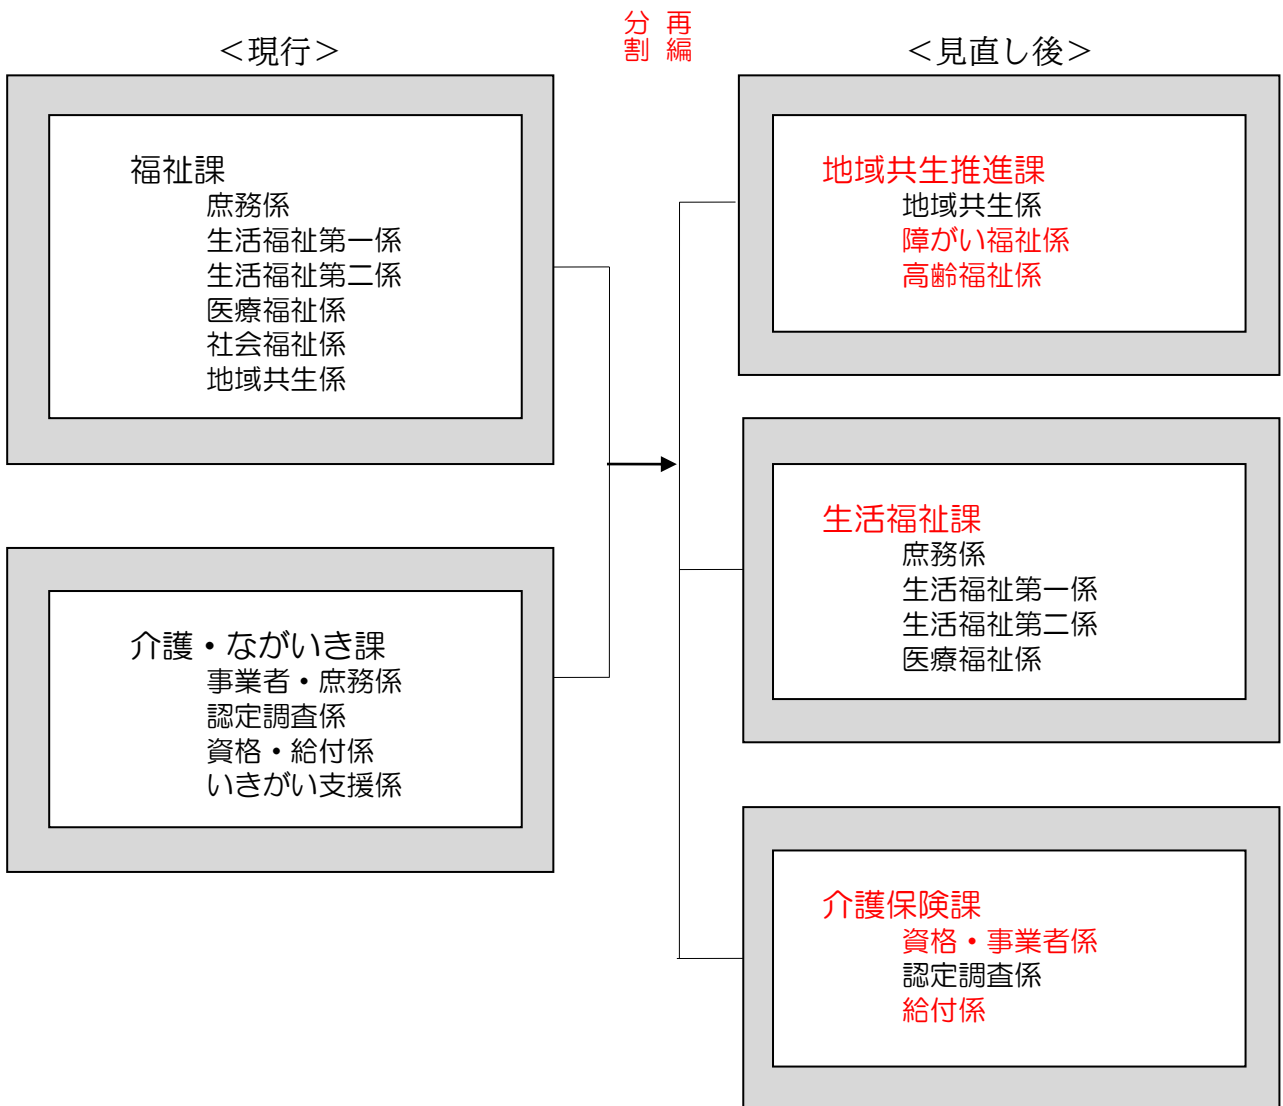 ＜現行＞
福祉課
庶務係
生活福祉第一係
生活福祉第二係
医療福祉係
社会福祉係
地域共生係
介護・ながいき課
事業者・庶務係
認定調査係
資格・給付係
いきがい支援係
再編
分割
＜見直し後＞
地域共生推進課
地域共生係
障がい福祉係
高齢福祉係
生活福祉課
庶務係
生活福祉第一係
生活福祉第二係
医療福祉係
介護保険課
資格・事業者係
認定調査係
給付係